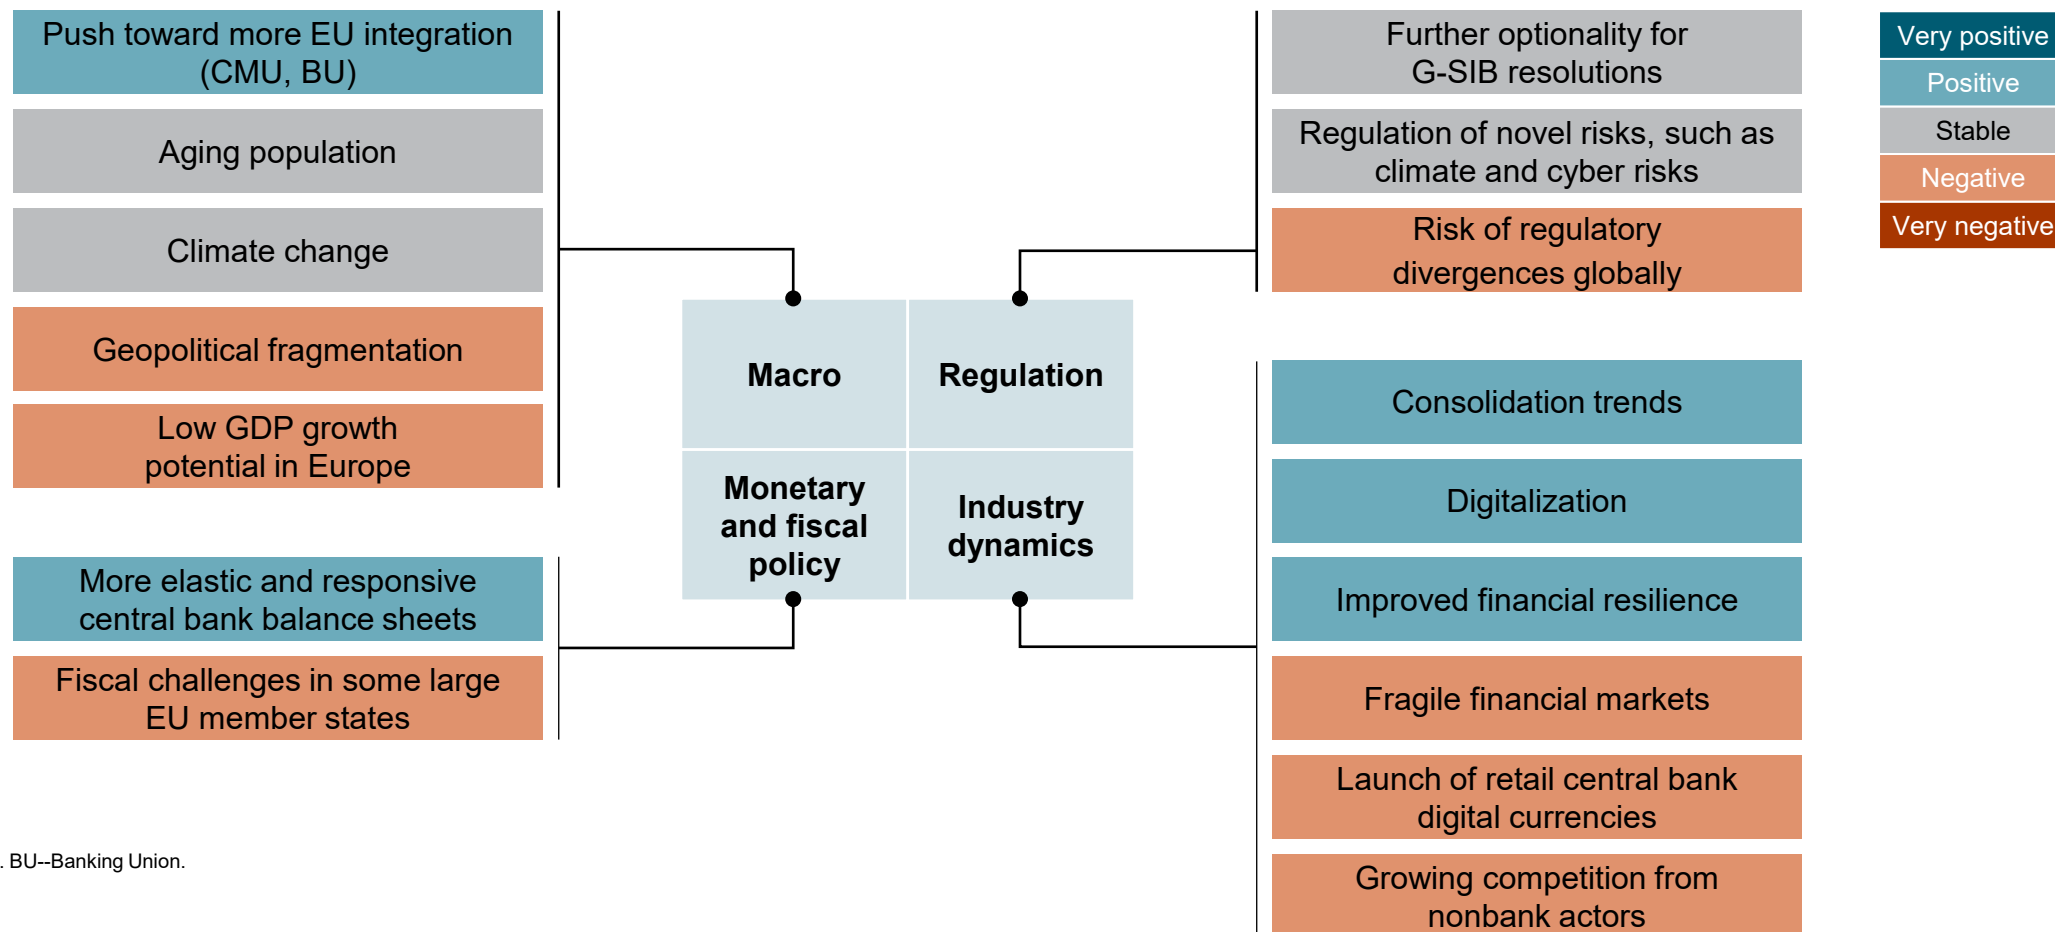 Push toward more EU integration
(CMU, BU)
Aging population
Climate change
Geopolitical fragmentation
Low GDP growth
potential in Europe
More elastic and responsive
central bank balance sheets
Fiscal challenges in some large
EU member states
Macro
Regulation
Monetary
and fiscal
policy
Industry
dynamics
Further optionality for
G-SIB resolutions
Regulation of novel risks, such as
climate and cyber risks
Risk of regulatory
divergences globally
Consolidation trends
Digitalization
Improved financial resilience
Fragile financial markets
Launch of retail central bank
digital currencies
Growing competition from
nonbank actors
Very positive
Positive
Stable
Negative
Very negative
. BU--Banking Union.